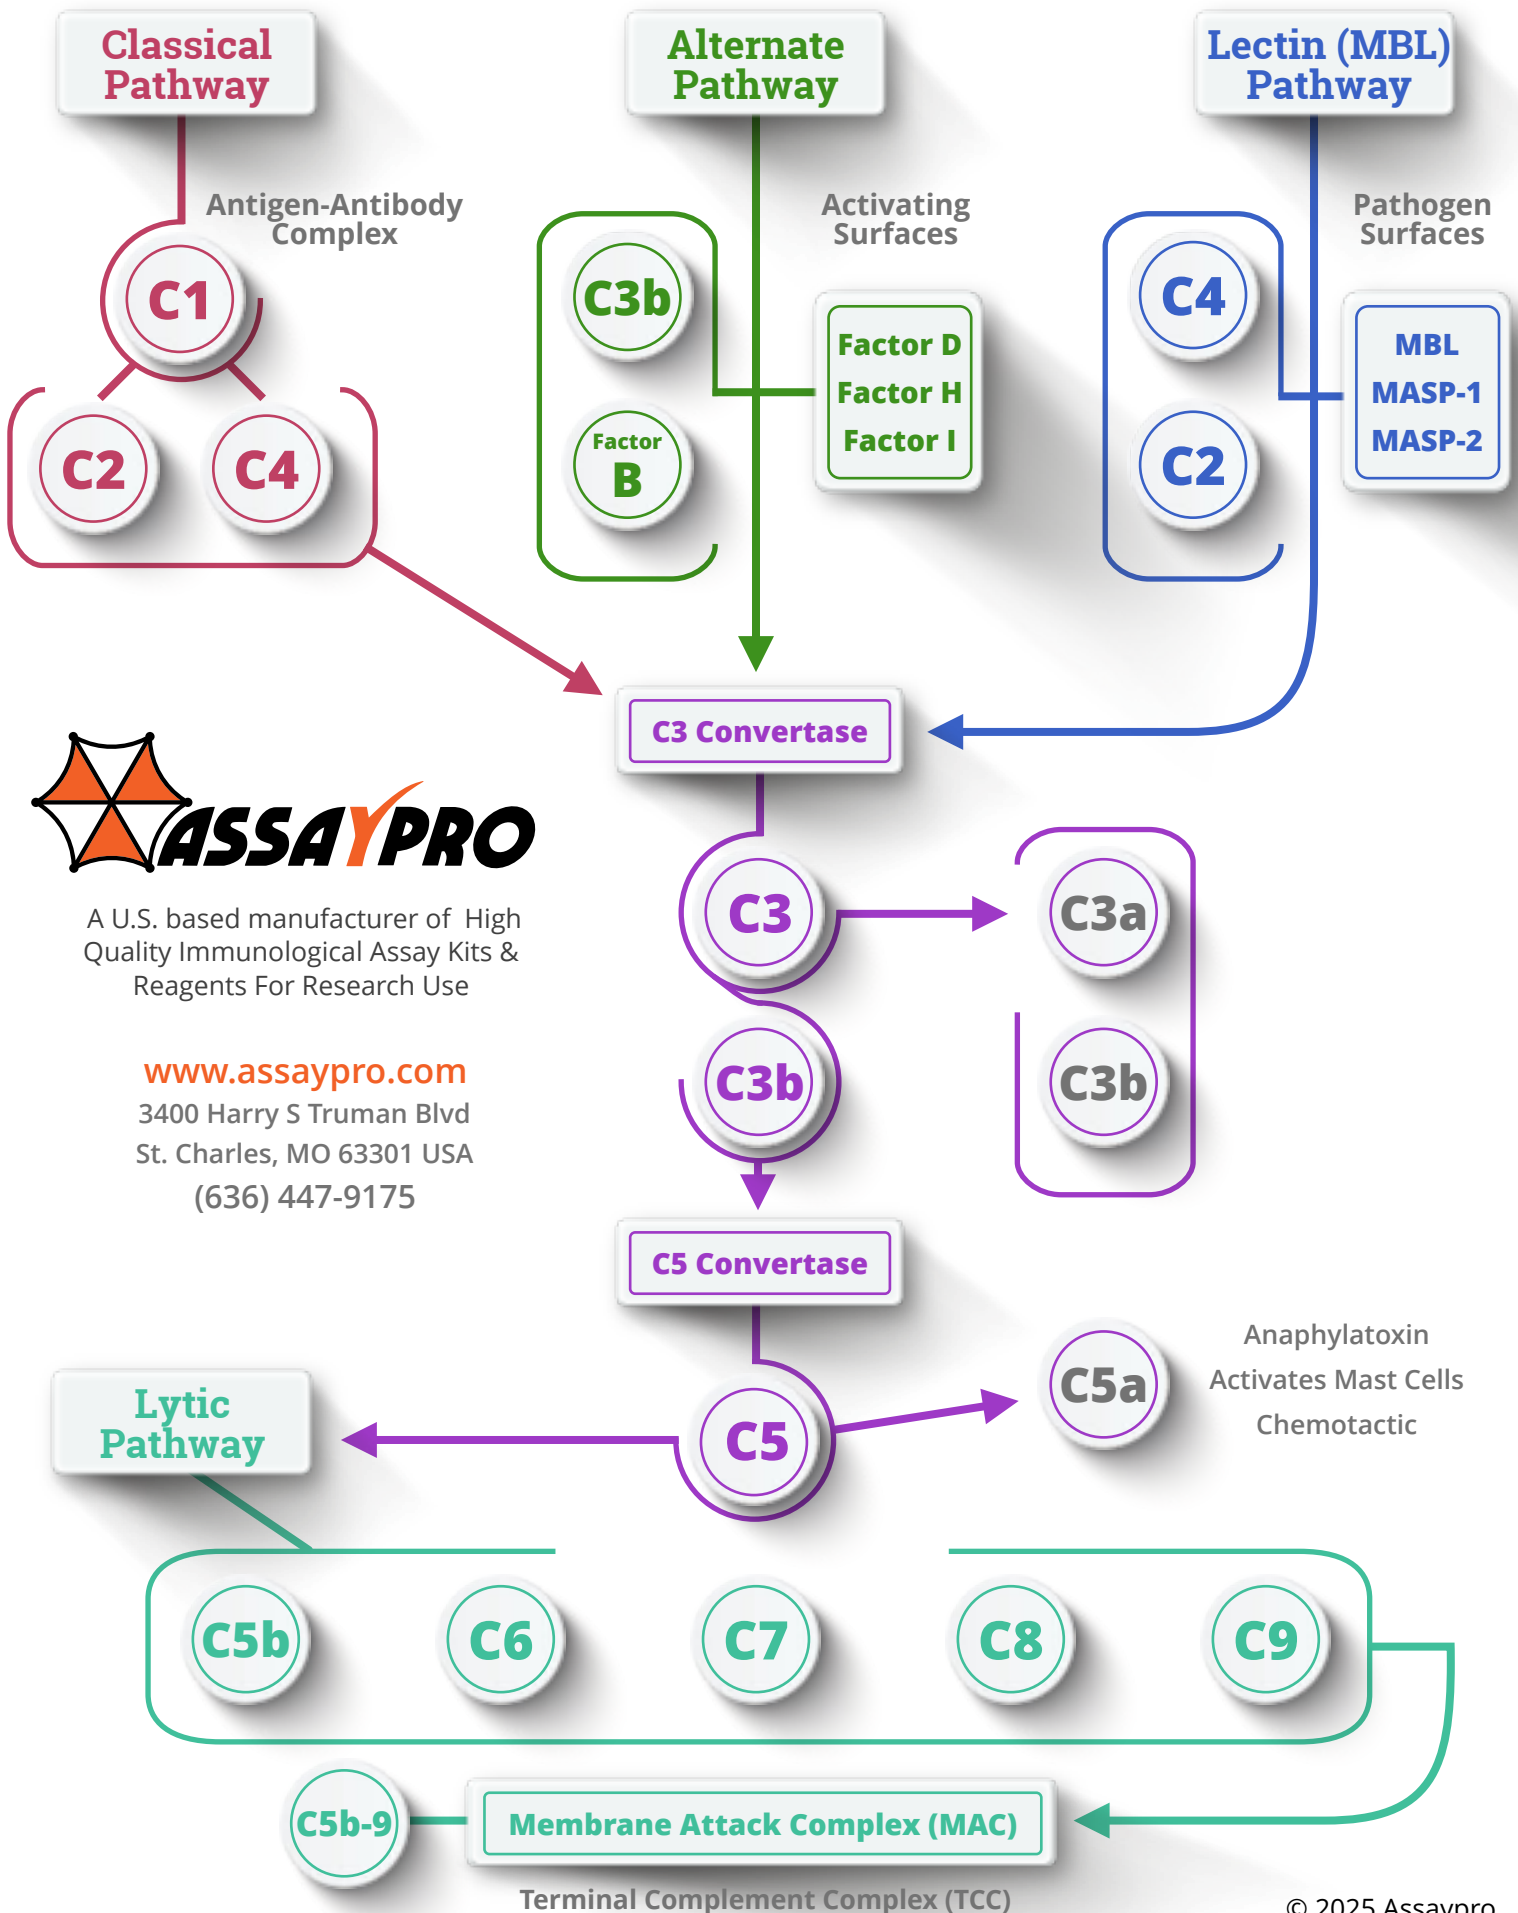 Classical
Pathway
Alternate
Pathway
Lectin (MBL)
Pathway
Antigen-Antibody
Complex
Activating
Surfaces
Pathogen
Surfaces
C1
C2
C4
C3b
Factor
B
Factor D
Factor H
Factor I
C4
C2
MBL
MASP-1
MASP-2
C3 Convertase
ASSAYPRO
A U.S. based manufacturer of High
Quality Immunological Assay Kits &
Reagents For Research Use
www.assaypro.com
3400 Harry S Truman Blvd
St. Charles, MO 63301 USA
(636) 447-9175
C3
C3a
C3b
C3b
C5 Convertase
C5
C5a
Anaphylatoxin
Activates Mast Cells
Chemotactic
Lytic
Pathway
C5b
C6
C7
C8
C9
C5b-9
Membrane Attack Complex (MAC)
Terminal Complement Complex (TCC)
© 2025 Assaypro